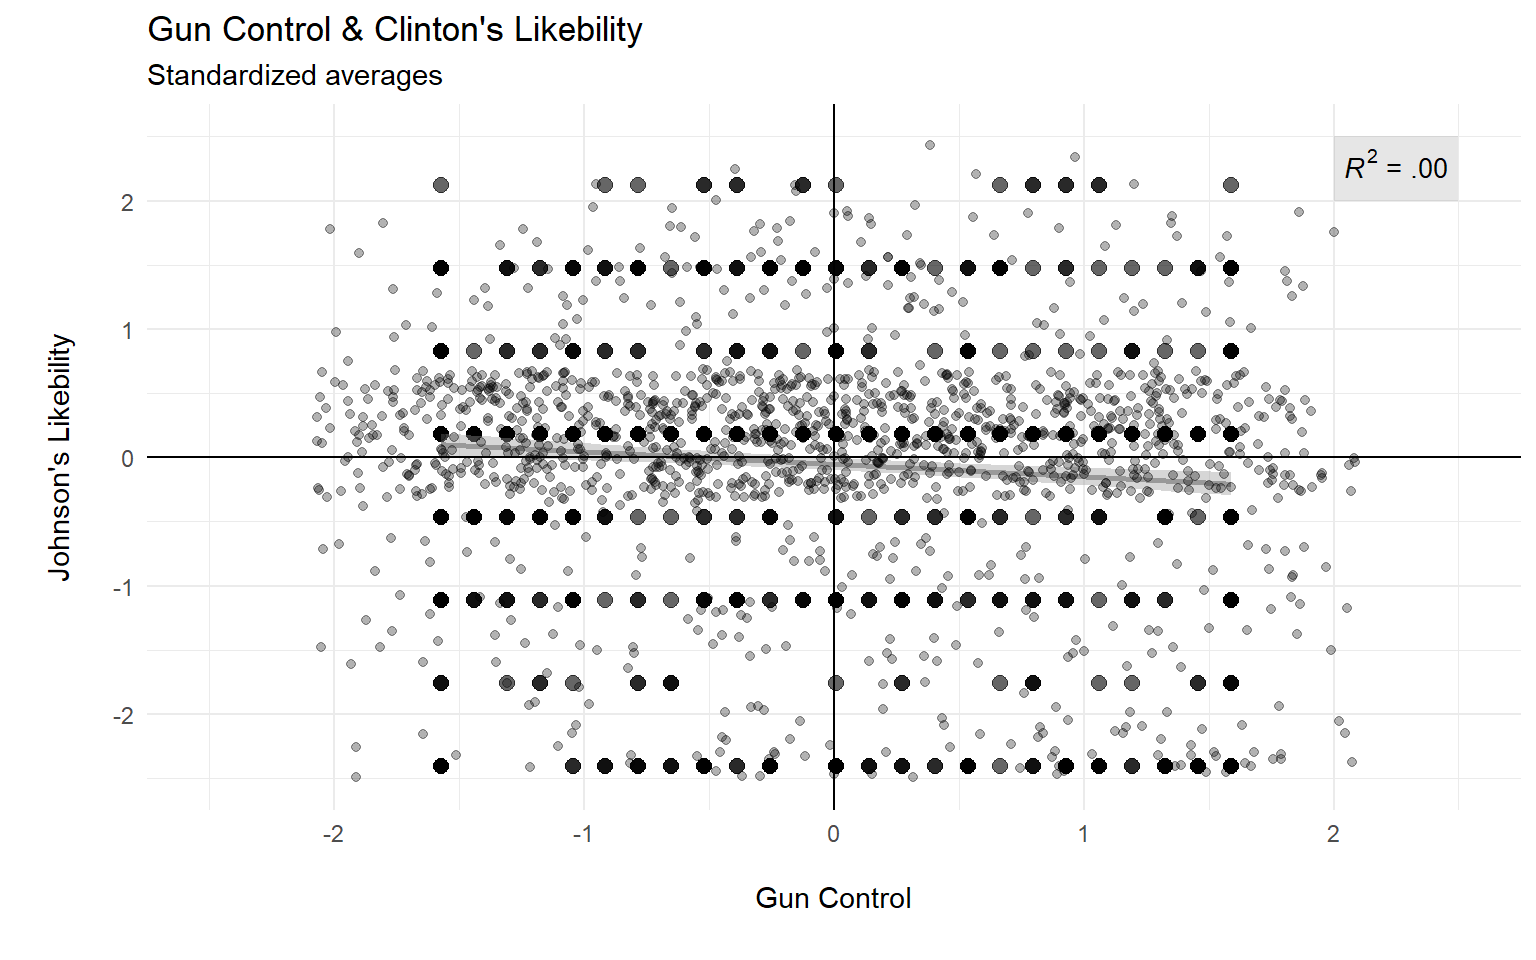 Gun Control & Clinton's Likebility
Standardized averages
R² = .00
2
1
0
-1
-2
Johnson's Likebility
-2
-1
0
1
2
Gun Control